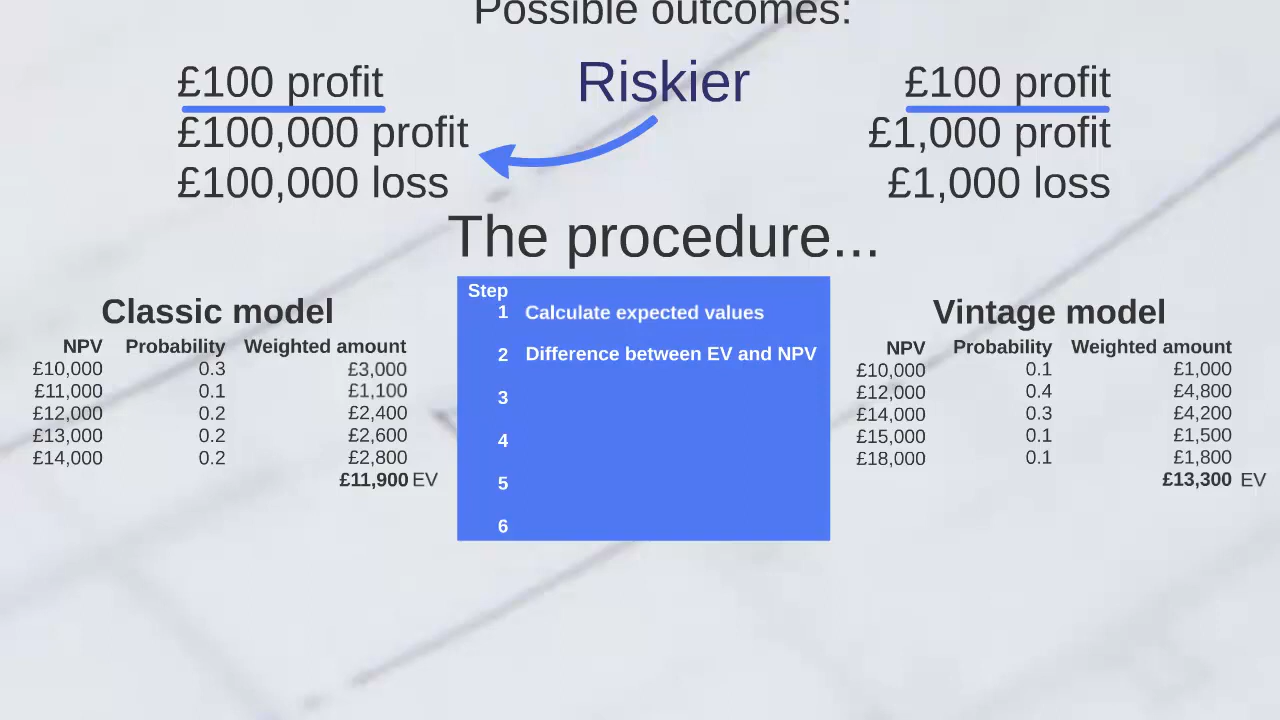 Possible outcomes:
£100 profit
£100,000 profit
£100,000 loss
Riskier
£100 profit
£1,000 profit
£1,000 loss
The procedure...
Classic model
NPV Probability Weighted amount
£10,000 0.3 £3,000
£11,000 0.1 £1,100
£12,000 0.2 £2,400
£13,000 0.2 £2,600
£14,000 0.2 £2,800
£11,900 EV
Step
1 Calculate expected values
2 Difference between EV and NPV
3
4
5
6
Vintage model
NPV Probability Weighted amount
£10,000 0.1 £1,000
£12,000 0.4 £4,800
£14,000 0.3 £4,200
£15,000 0.1 £1,500
£18,000 0.1 £1,800
£13,300 EV